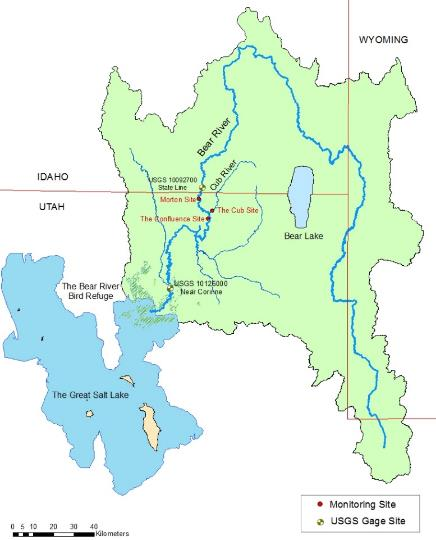 WYOMING
Bear River
Cub River
IDAHO
UTAH
USGS 10092700
State Line
Morton Site
The Cub Site
The Confluence Site
Bear Lake
The Bear River
Bird Refuge
USGS 10126000
Near Corinne
The Great Salt Lake
Monitoring Site
USGS Gage Site
0 5 10 20 30 40
Kilometers